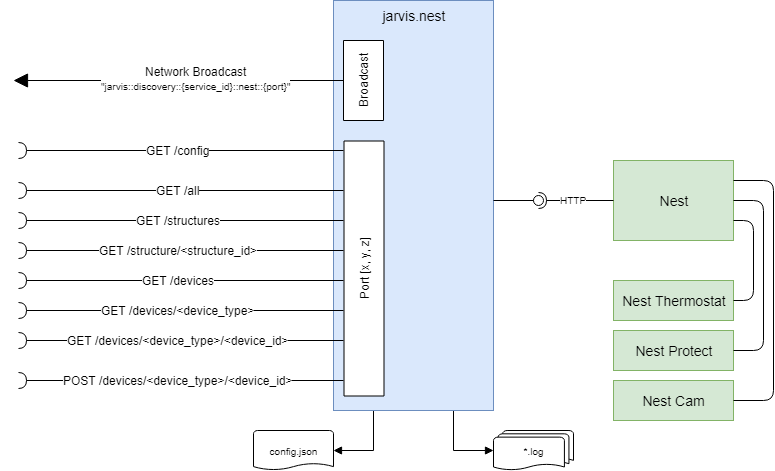 jarvis.nest
Broadcast
Network Broadcast
"jarvis::discovery::{service_id}::nest::{port}"
GET /config
GET /all
GET /structures
GET /structure/<structure_id>
GET /devices
GET /devices/<device_type>
GET /devices/<device_type>/<device_id>
POST /devices/<device_type>/<device_id>
Port [x, y, z]
HTTP
Nest
Nest Thermostat
Nest Protect
Nest Cam
config.json
*.log